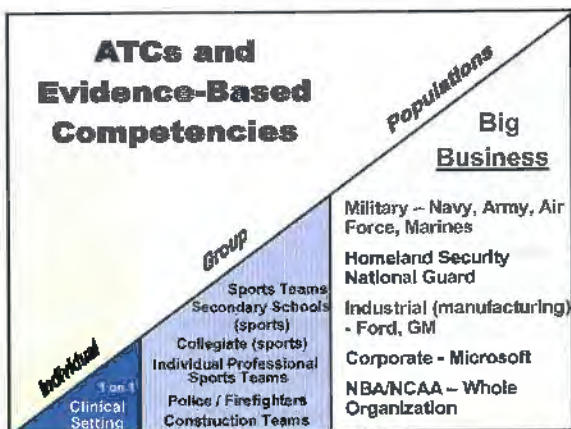 ATCs and
Evidence-Based
Competencies
Populations
Big
Business
Group
Individual
Military – Navy, Army, Air
Force, Marines
Homeland Security
National Guard
Industrial (manufacturing)
- Ford, GM
Corporate - Microsoft
NBA/NCAA – Whole
Organization
Sports Teams
Secondary Schools
(sports)
Collegiate (sports)
Individual Professional
Sports Teams
Police / Firefighters
Construction Teams
1 on 1
Clinical
Setting